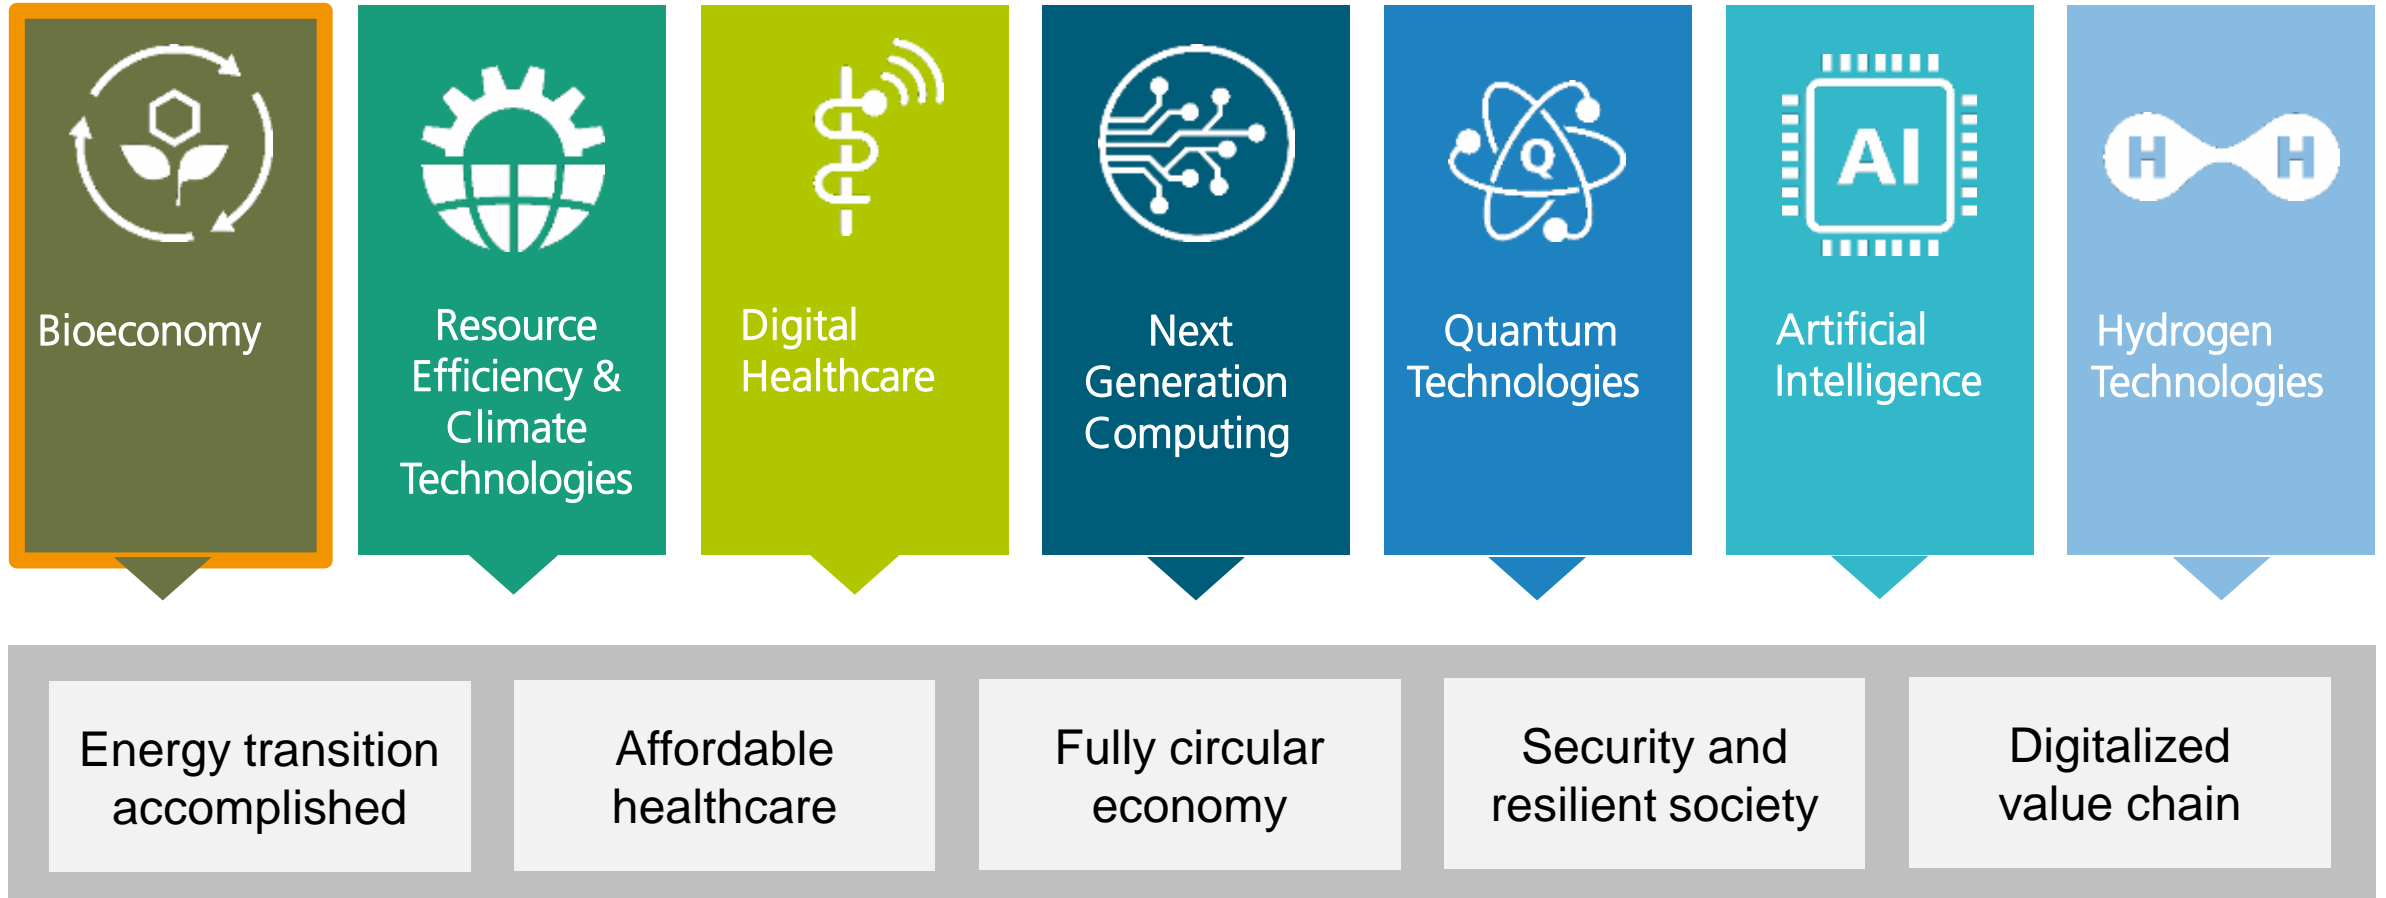 Q
AI
H H
Bioeconomy
Resource
Efficiency &
Climate
Technologies
Digital
Healthcare
Next
Generation
Computing
Quantum
Technologies
Artificial
Intelligence
Hydrogen
Technologies
Energy transition
accomplished
Affordable
healthcare
Fully circular
economy
Security and
resilient society
Digitalized
value chain